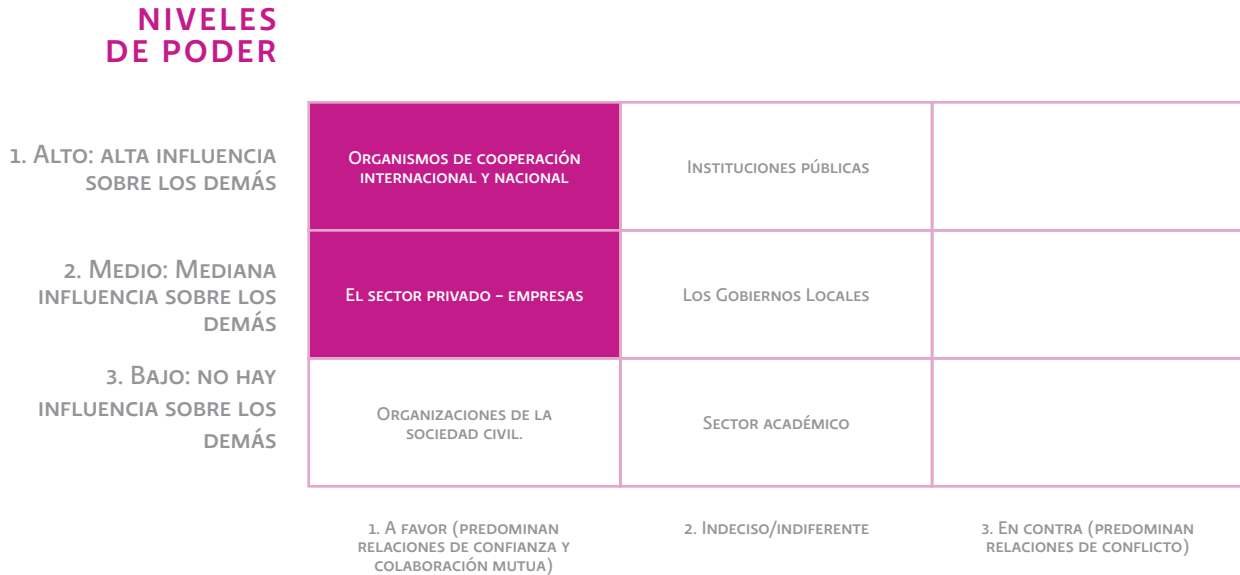 NIVELES
DE PODER
1. Alto: alta influencia
sobre los demás
Organismos de cooperación
internacional y nacional
Instituciones públicas
2. Medio: Mediana
influencia sobre los
demás
El sector privado – empresas
Los Gobiernos Locales
3. Bajo: no hay
influencia sobre los
demás
Organizaciones de la
sociedad civil.
Sector académico
1. A favor (predominan
relaciones de confianza y
colaboración mutua)
2. Indeciso/indiferente
3. En contra (predominan
relaciones de conflicto)